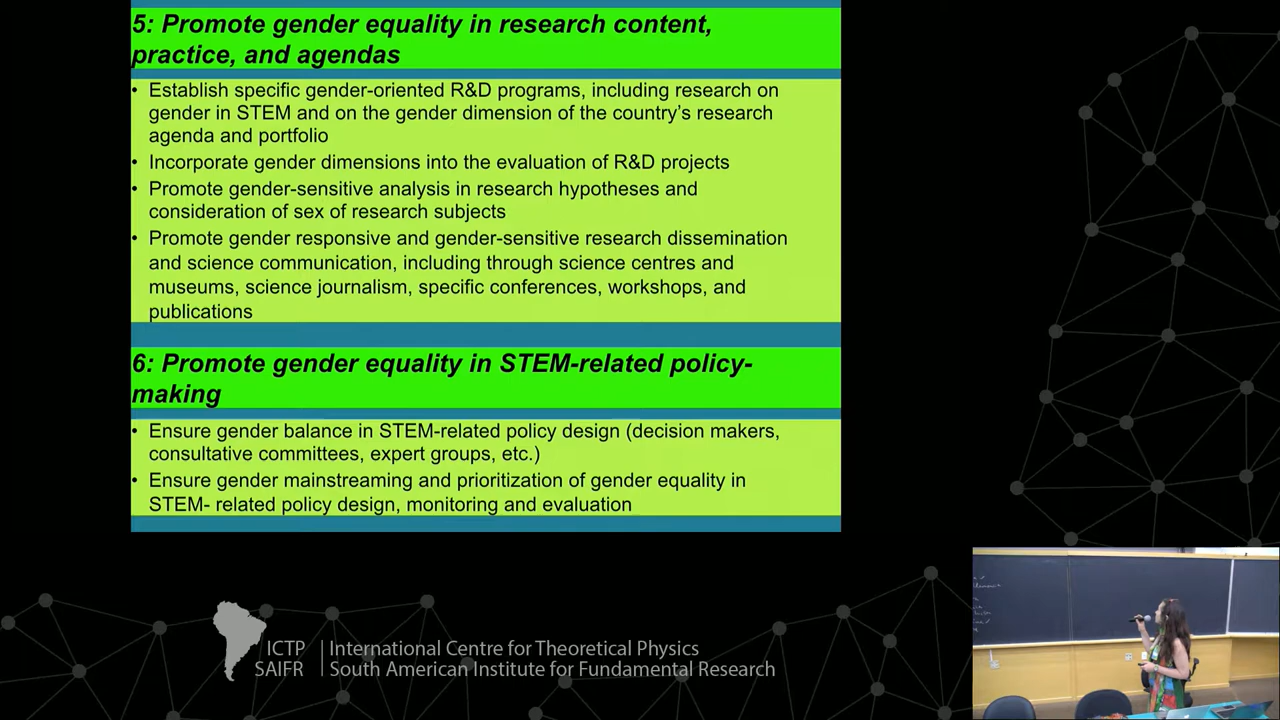 5: Promote gender equality in research content,
practice, and agendas
• Establish specific gender-oriented R&D programs, including research on
gender in STEM and on the gender dimension of the country's research
agenda and portfolio
• Incorporate gender dimensions into the evaluation of R&D projects
• Promote gender-sensitive analysis in research hypotheses and
consideration of sex of research subjects
• Promote gender responsive and gender-sensitive research dissemination
and science communication, including through science centres and
museums, science journalism, specific conferences, workshops, and
publications
6: Promote gender equality in STEM-related policy-
making
• Ensure gender balance in STEM-related policy design (decision makers,
consultative committees, expert groups, etc.)
• Ensure gender mainstreaming and prioritization of gender equality in
STEM- related policy design, monitoring and evaluation
ICTP
SAIFR
International Centre for Theoretical Physics
South American Institute for Fundamental Research